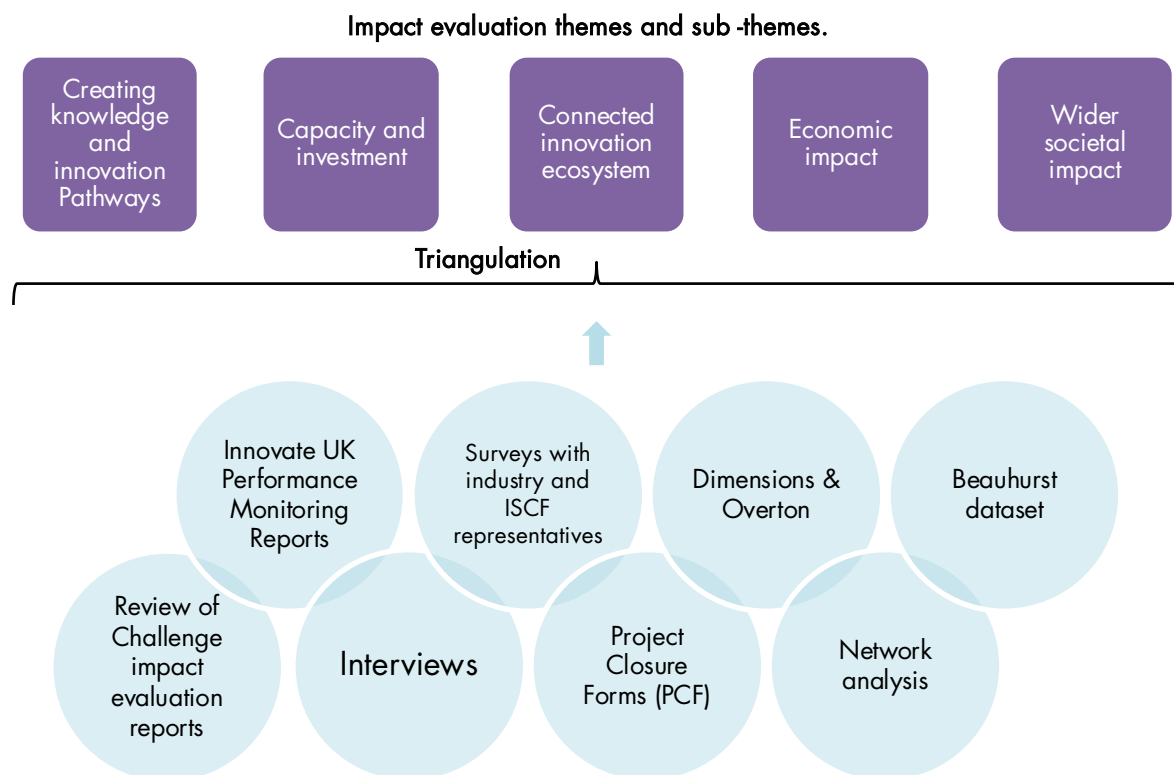 Impact evaluation themes and sub -themes.
Creating
knowledge
and
innovation
Pathways
Capacity and
investment
Connected
innovation
ecosystem
Economic
impact
Wider
societal
impact
Triangulation
Innovate UK
Performance
Monitoring
Reports
Surveys with
industry and
ISCF
representatives
Dimensions &
Overton
Beauhurst
dataset
Review of
Challenge
impact
evaluation
reports
Interviews
Project
Closure
Forms (PCF)
Network
analysis